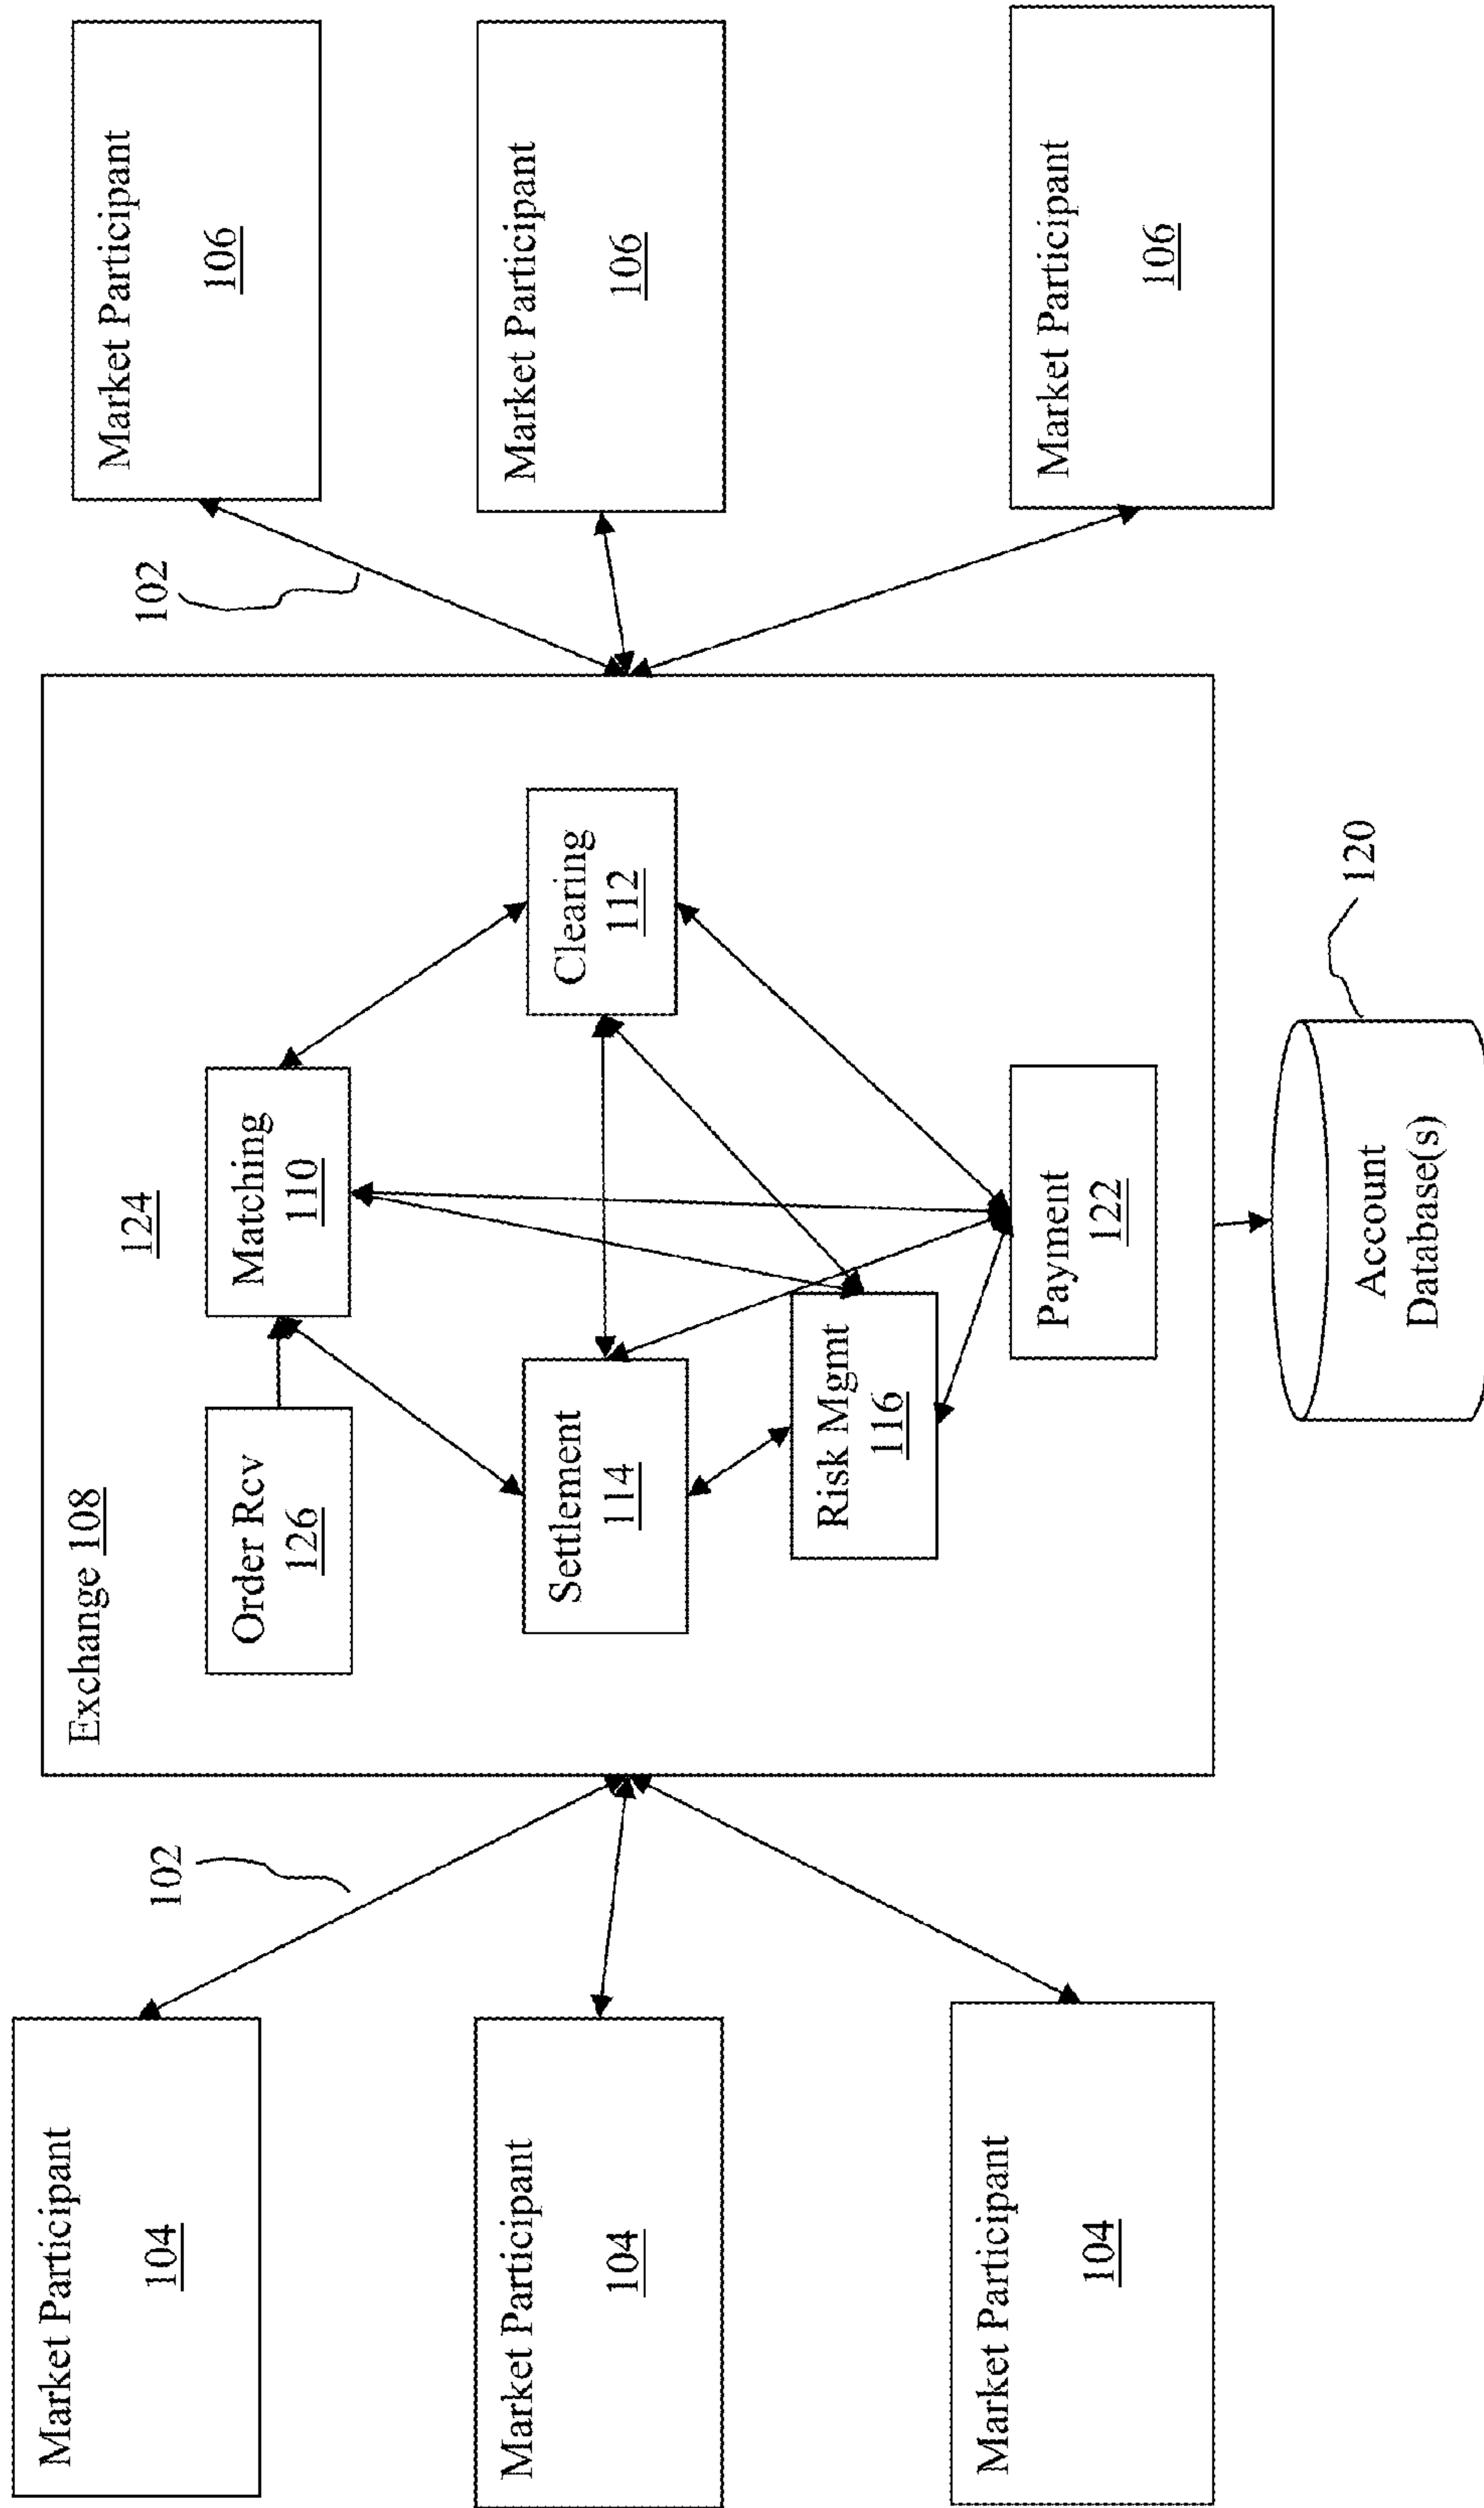 Market Participant
104
Market Participant
104
Market Participant
104
102
Exchange 108
124
Order Rcv
126
Matching
110
Settlement
114
Clearing
112
Risk Mgmt
116
Payment
122
Account
Database(s)
120
102
Market Participant
106
Market Participant
106
Market Participant
106